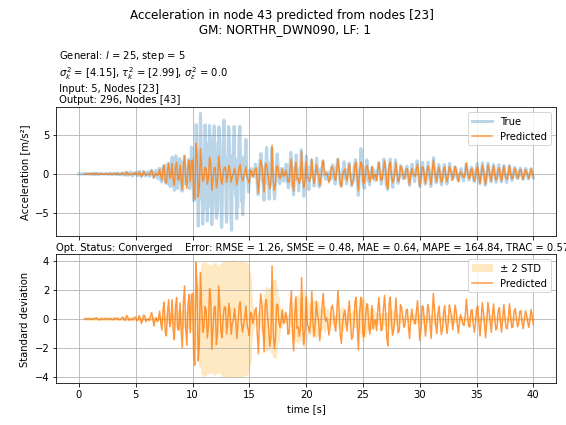 Acceleration in node 43 predicted from nodes [23]
GM: NORTHR_DWN090, LF: 1
General: l = 25, step = 5
σ²ₖ = [4.15], τ²ₖ = [2.99], σ²ε = 0.0
Input: 5, Nodes [23]
Output: 296, Nodes [43]
True
Predicted
Acceleration [m/s²]
5
0
−5
Opt. Status: Converged Error: RMSE = 1.26, SMSE = 0.48, MAE = 0.64, MAPE = 164.84, TRAC = 0.57
± 2 STD
Predicted
Standard deviation
4
2
0
−2
−4
0 5 10 15 20 25 30 35 40
time [s]